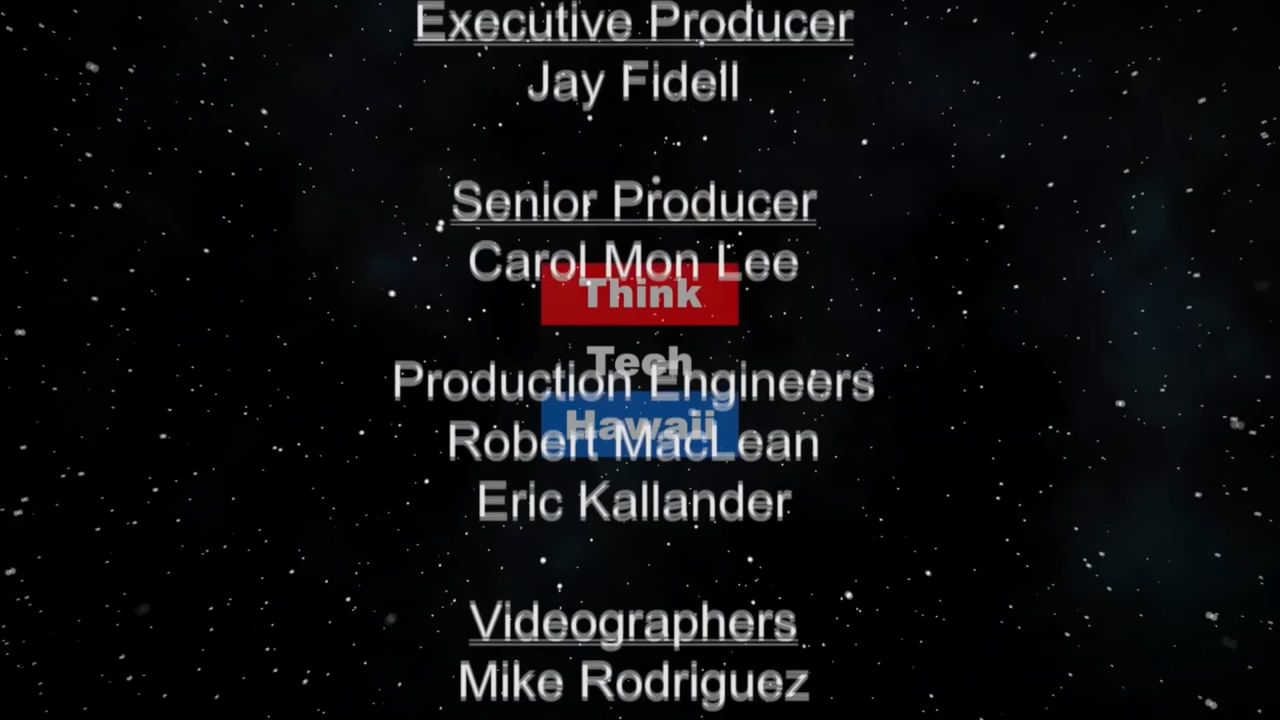 Executive Producer
Jay Fidell
Senior Producer
Carol Mon Lee
Think
Tech
Production Engineers
Hawaii
Robert MacLean
Eric Kallander
Videographers
Mike Rodriguez